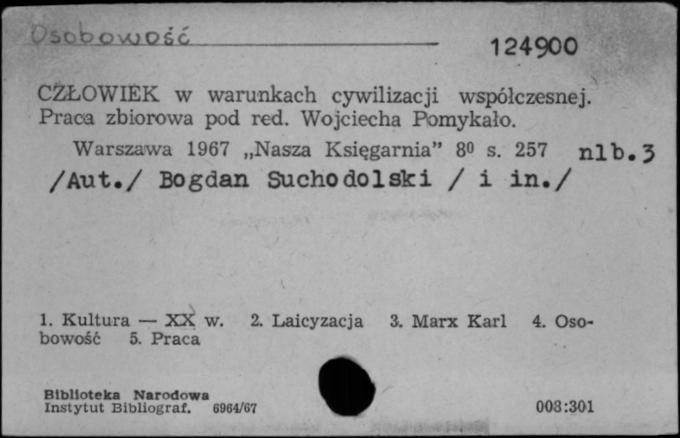 Osobowość
124900
CZŁOWIEK w warunkach cywilizacji współczesnej.
Praca zbiorowa pod red. Wojciecha Pomykało.
Warszawa 1967 „Nasza Księgarnia” 8⁰ s. 257 nlb.3
/Aut./ Bogdan Suchodolski / i in./
1. Kultura — XX w. 2. Laicyzacja 3. Marx Karl 4. Oso-
bowość 5. Praca
Biblioteka Narodowa
Instytut Bibliograf. 6964/67
008:301